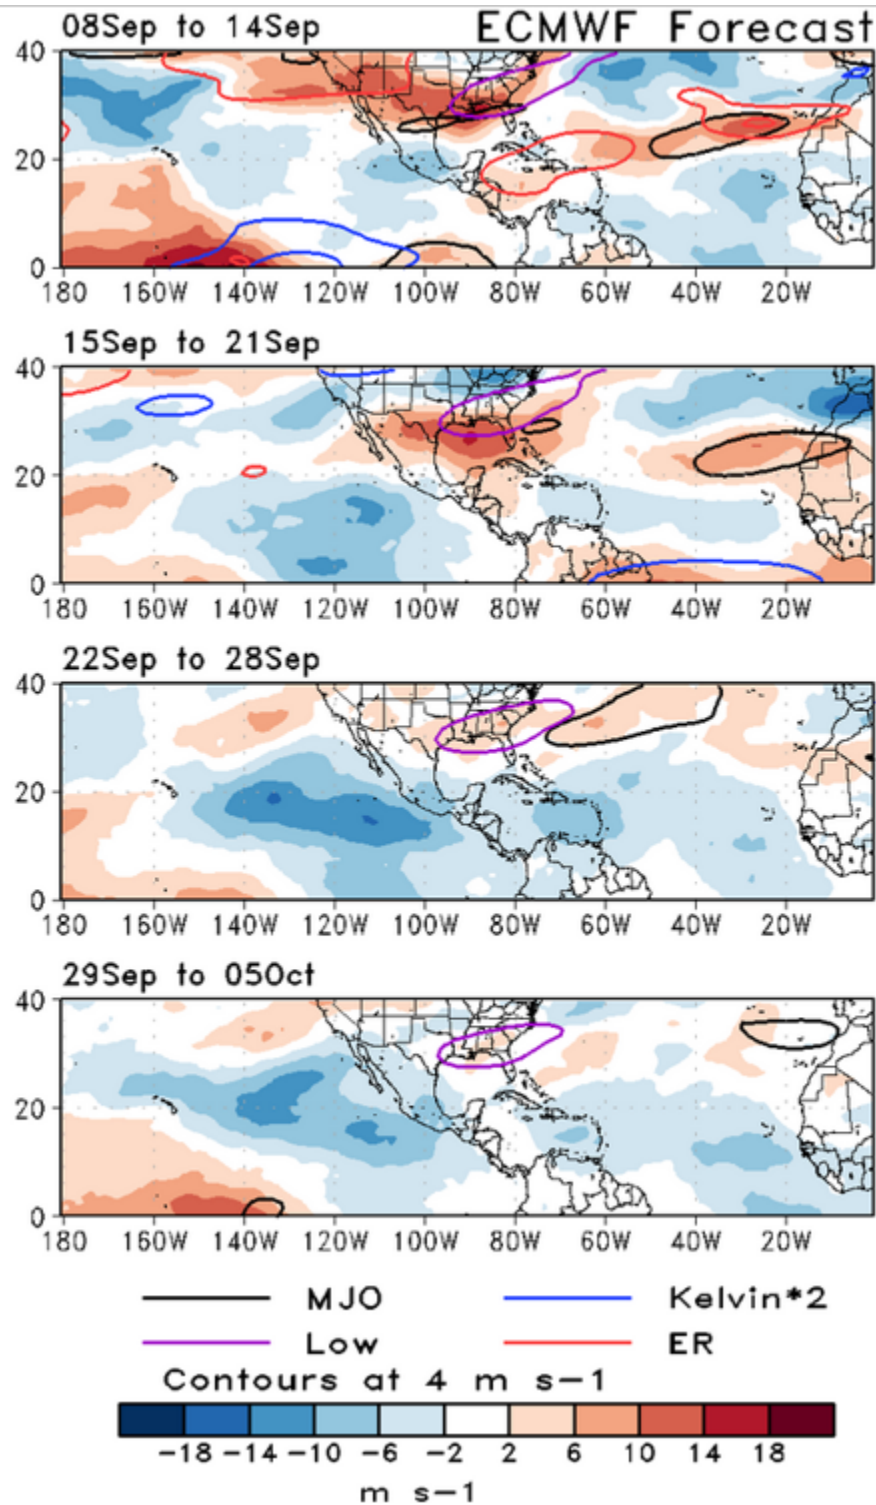 08Sep to 14Sep ECMWF Forecast
40
20
0
180 160W 140W 120W 100W 80W 60W 40W 20W
15Sep to 21Sep
40
20
0
180 160W 140W 120W 100W 80W 60W 40W 20W
22Sep to 28Sep
40
20
0
180 160W 140W 120W 100W 80W 60W 40W 20W
29Sep to 05Oct
40
20
0
180 160W 140W 120W 100W 80W 60W 40W 20W
MJO Kelvin*2
Low ER
Contours at 4 m s-1
-18 -14 -10 -6 -2 2 6 10 14 18
m s-1